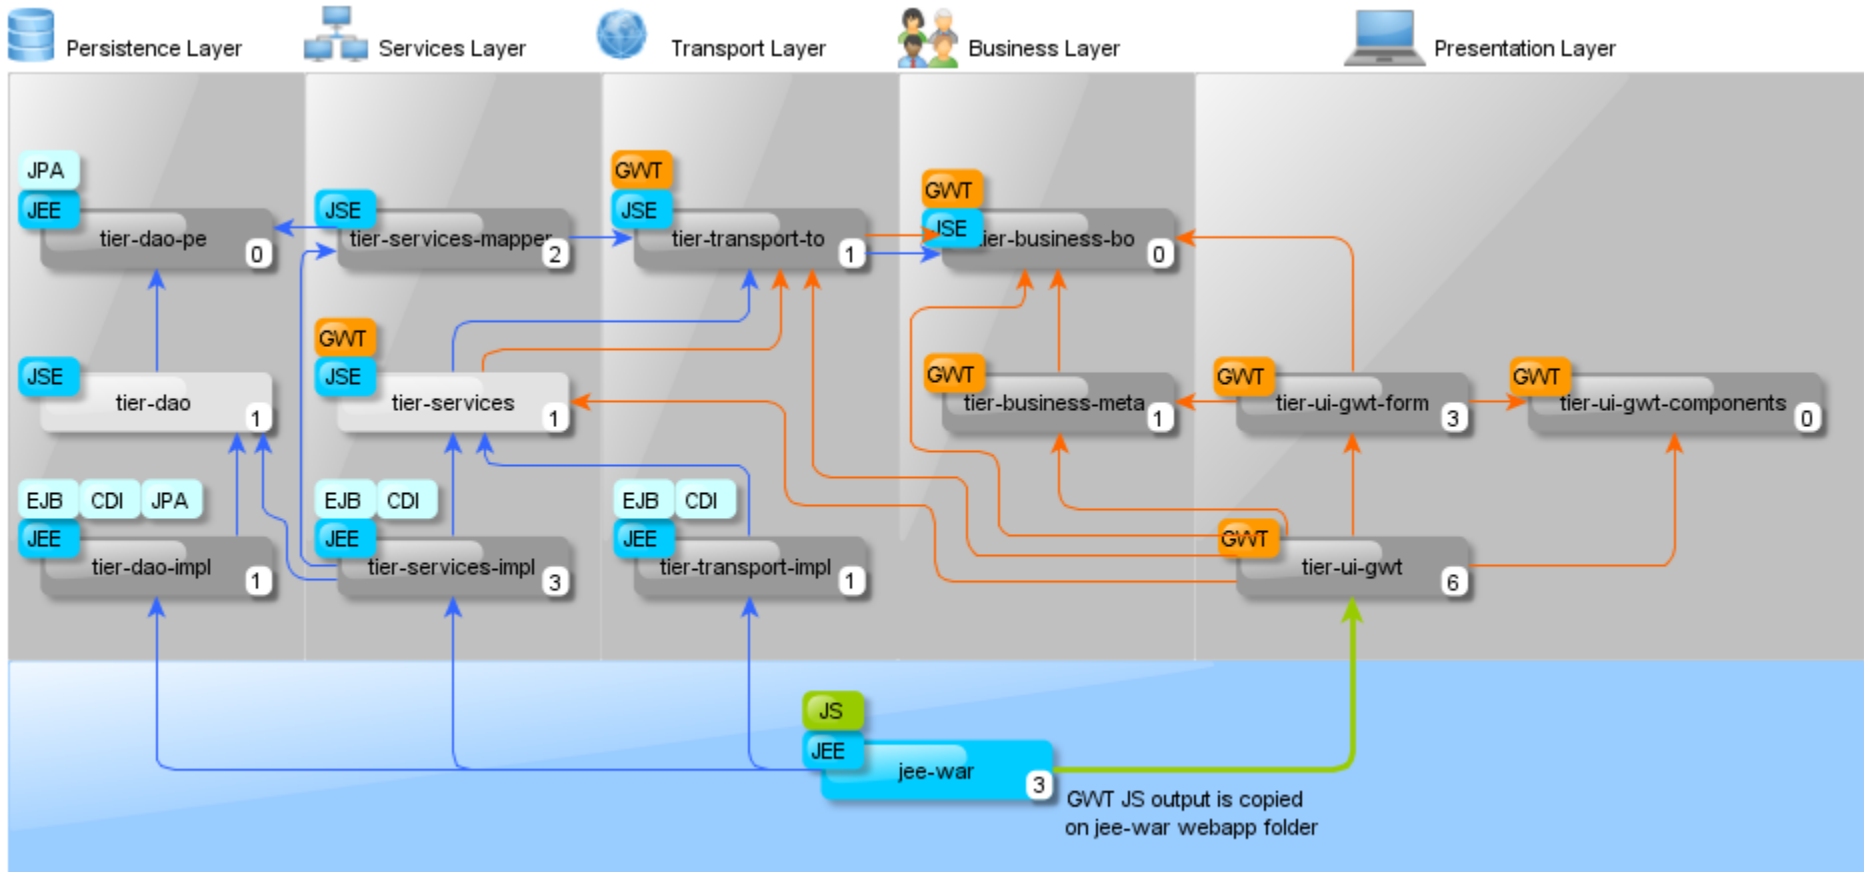 Persistence Layer
Services Layer
Transport Layer
Business Layer
Presentation Layer
JPA
JEE
tier-dao-pe
0
JSE
tier-services-mapper
2
GWT
JSE
tier-transport-to
1
GWT
JSE
tier-business-bo
0
JSE
tier-dao
1
GWT
JSE
tier-services
1
GWT
tier-business-meta
1
GWT
tier-ui-gwt-form
3
GWT
tier-ui-gwt-components
0
EJB CDI JPA
JEE
tier-dao-impl
1
EJB CDI
JEE
tier-services-impl
3
EJB CDI
JEE
tier-transport-impl
1
GWT
tier-ui-gwt
6
JS
JEE
jee-war
3
GWT JS output is copied
on jee-war webapp folder